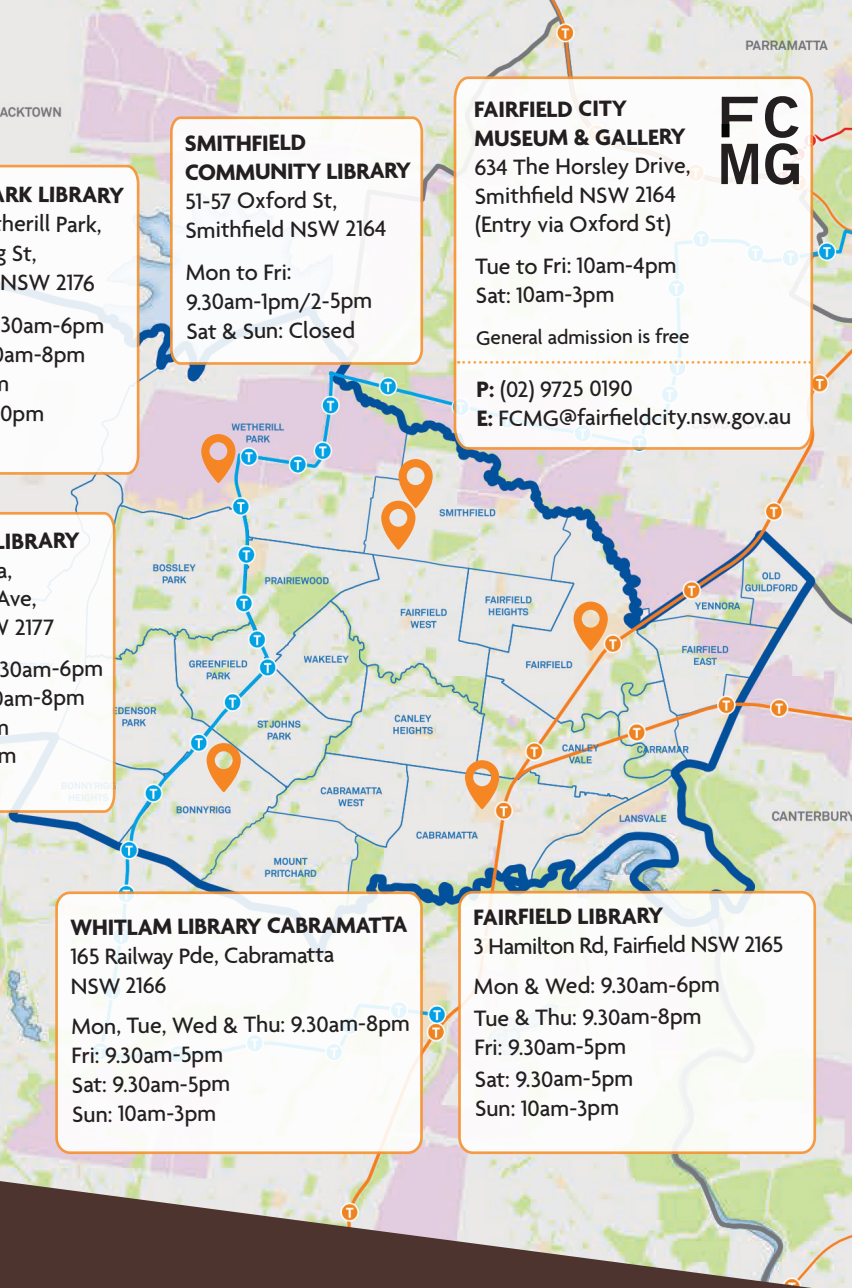 PARRAMATTA
ACKTOWN
FAIRFIELD CITY
MUSEUM & GALLERY
634 The Horsley Drive,
Smithfield NSW 2164
(Entry via Oxford St)
Tue to Fri: 10am-4pm
Sat: 10am-3pm
General admission is free
P: (02) 9725 0190
E: FCMG@fairfieldcity.nsw.gov.au
FC
MG
SMITHFIELD
COMMUNITY LIBRARY
51-57 Oxford St,
Smithfield NSW 2164
Mon to Fri:
9.30am-1pm/2-5pm
Sat & Sun: Closed
ARK LIBRARY
therill Park,
g St,
NSW 2176
30am-6pm
0am-8pm
m
0pm
LIBRARY
a,
Ave,
W 2177
30am-6pm
0am-8pm
m
m
WETHERILL
PARK
SMITHFIELD
BOSSLEY
PARK
PRAIRIEWOOD
FAIRFIELD
WEST
FAIRFIELD
HEIGHTS
OLD
GUILDFORD
YENNORA
FAIRFIELD
EAST
FAIRFIELD
GREENFIELD
PARK
WAKELEY
EDENSOR
PARK
ST JOHNS
PARK
CANLEY
HEIGHTS
CANLEY
VALE
CARRAMAR
BONNYRIGG
HEIGHTS
BONNYRIGG
CABRAMATTA
WEST
CABRAMATTA
LANSVALE
MOUNT
PRITCHARD
CANTERBURY
WHITLAM LIBRARY CABRAMATTA
165 Railway Pde, Cabramatta
NSW 2166
Mon, Tue, Wed & Thu: 9.30am-8pm
Fri: 9.30am-5pm
Sat: 9.30am-5pm
Sun: 10am-3pm
FAIRFIELD LIBRARY
3 Hamilton Rd, Fairfield NSW 2165
Mon & Wed: 9.30am-6pm
Tue & Thu: 9.30am-8pm
Fri: 9.30am-5pm
Sat: 9.30am-5pm
Sun: 10am-3pm